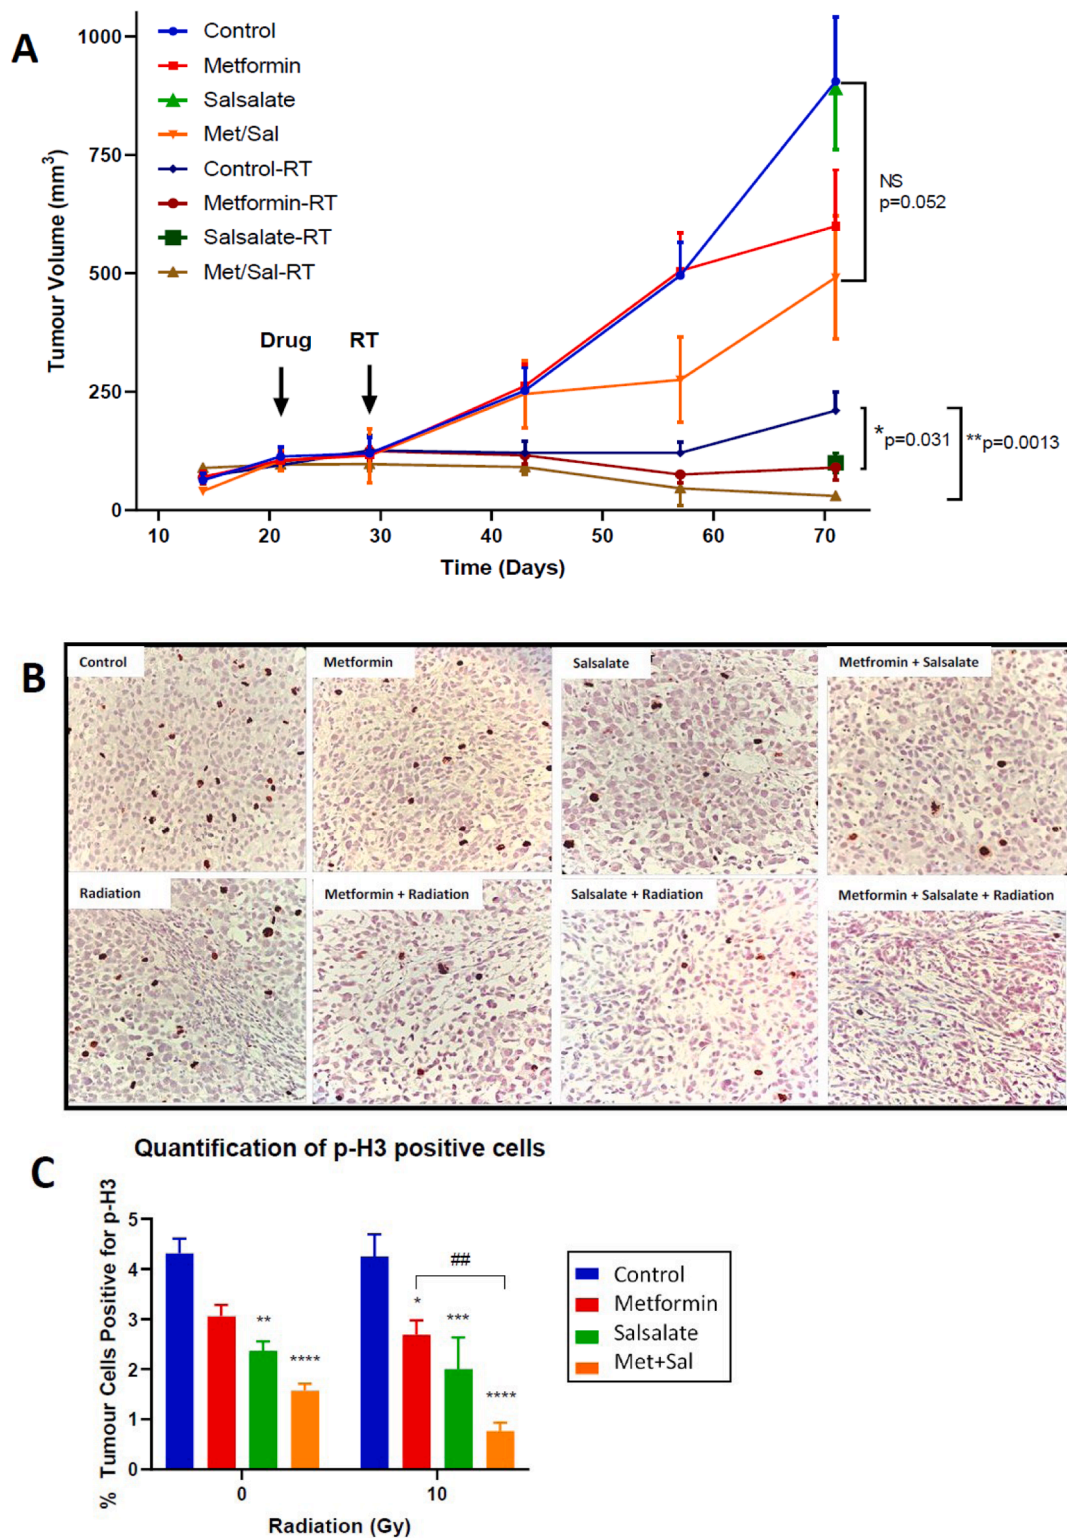 A
Tumour Volume (mm³)
1000
750
500
250
0
Control
Metformin
Salsalate
Met/Sal
Control-RT
Metformin-RT
Salsalate-RT
Met/Sal-RT
Drug
RT
NS
p=0.052
*p=0.031
**p=0.0013
10 20 30 40 50 60 70
Time (Days)
B
Control
Metformin
Salsalate
Metfromin + Salsalate
Radiation
Metformin + Radiation
Salsalate + Radiation
Metformin + Salsalate + Radiation
C
Quantification of p-H3 positive cells
% Tumour Cells Positive for p-H3
5
4
3
2
1
0
**
****
##
*
***
****
0 10
Radiation (Gy)
Control
Metformin
Salsalate
Met+Sal